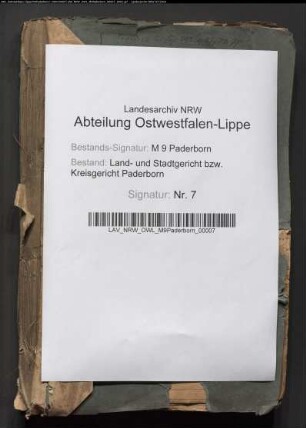 Landesarchiv NRW
Abteilung Ostwestfalen-Lippe
Bestands-Signatur: M 9 Paderborn
Bestand: Land- und Stadtgericht bzw.
Kreisgericht Paderborn
Signatur: Nr. 7
LAV_NRW_OWL_M9Paderborn_00007